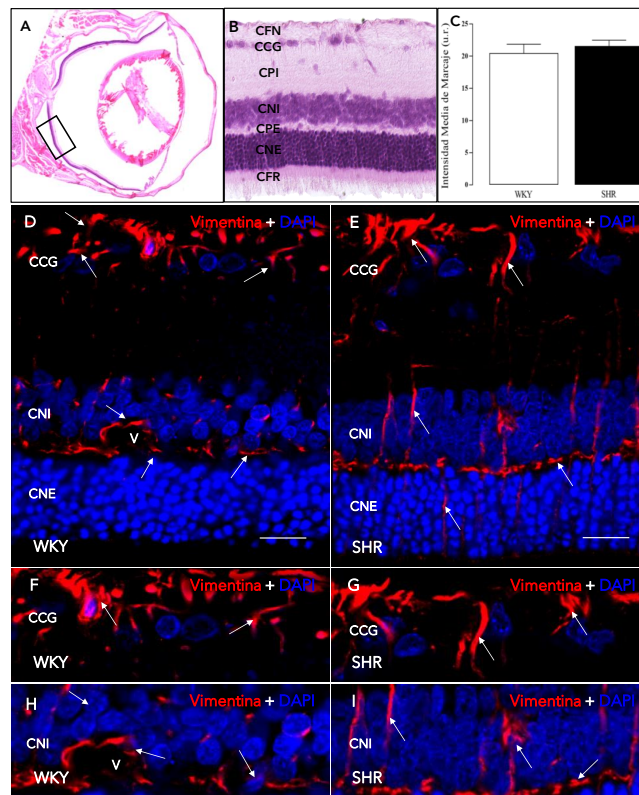 A
B
CFN
CCG
CPI
CNI
CPE
CNE
CFR
C
Intensidad Media de Marcaje (u.r.)
25
20
15
10
5
0
WKY
SHR
D
Vimentina + DAPI
CCG
CNI
V
CNE
WKY
E
Vimentina + DAPI
CCG
CNI
CNE
SHR
F
Vimentina + DAPI
CCG
WKY
G
Vimentina + DAPI
CCG
SHR
H
Vimentina + DAPI
CNI
V
WKY
I
Vimentina + DAPI
CNI
SHR